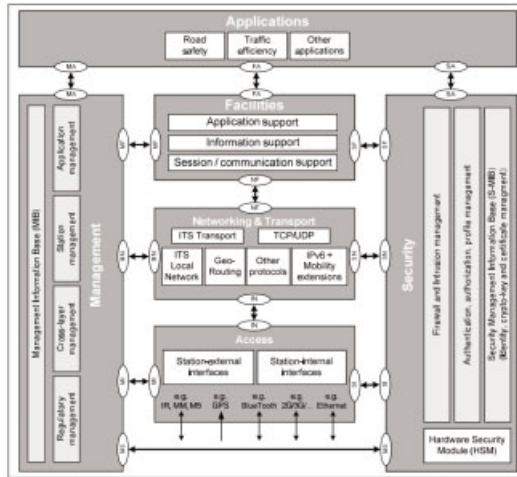 Applications
Road
safety
Traffic
efficiency
Other
applications
MA
FA
SA
MA
FA
SA
Management
Management Information Base (MIB)
Application
management
Station
management
Cross-layer
management
Regulatory
management
Facilities
Application support
Information support
Session / communication support
MF
MF
SF
SF
NF
NF
Networking & Transport
ITS Transport
TCP/UDP
ITS
Local
Network
Geo-
Routing
Other
protocols
IPv6 +
Mobility
extensions
IN
IN
Access
Station-external
interfaces
Station-internal
interfaces
e.g.
IR, MM, M5
e.g.
GPS
e.g.
BlueTooth
e.g.
2G/3G/..
e.g.
Ethernet
MS
MS
Security
Firewall and Intrusion management
Authentication, authorization, profile management
Security Management Information Base (S-MIB)
(Identity, crypto-key and certificate managment)
Hardware Security
Module (HSM)